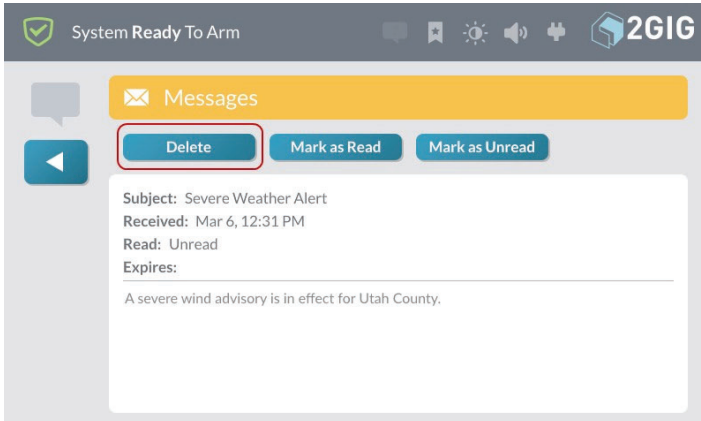 System Ready To Arm
2GIG
Messages
Delete Mark as Read Mark as Unread
Subject: Severe Weather Alert
Received: Mar 6, 12:31 PM
Read: Unread
Expires:
A severe wind advisory is in effect for Utah County.